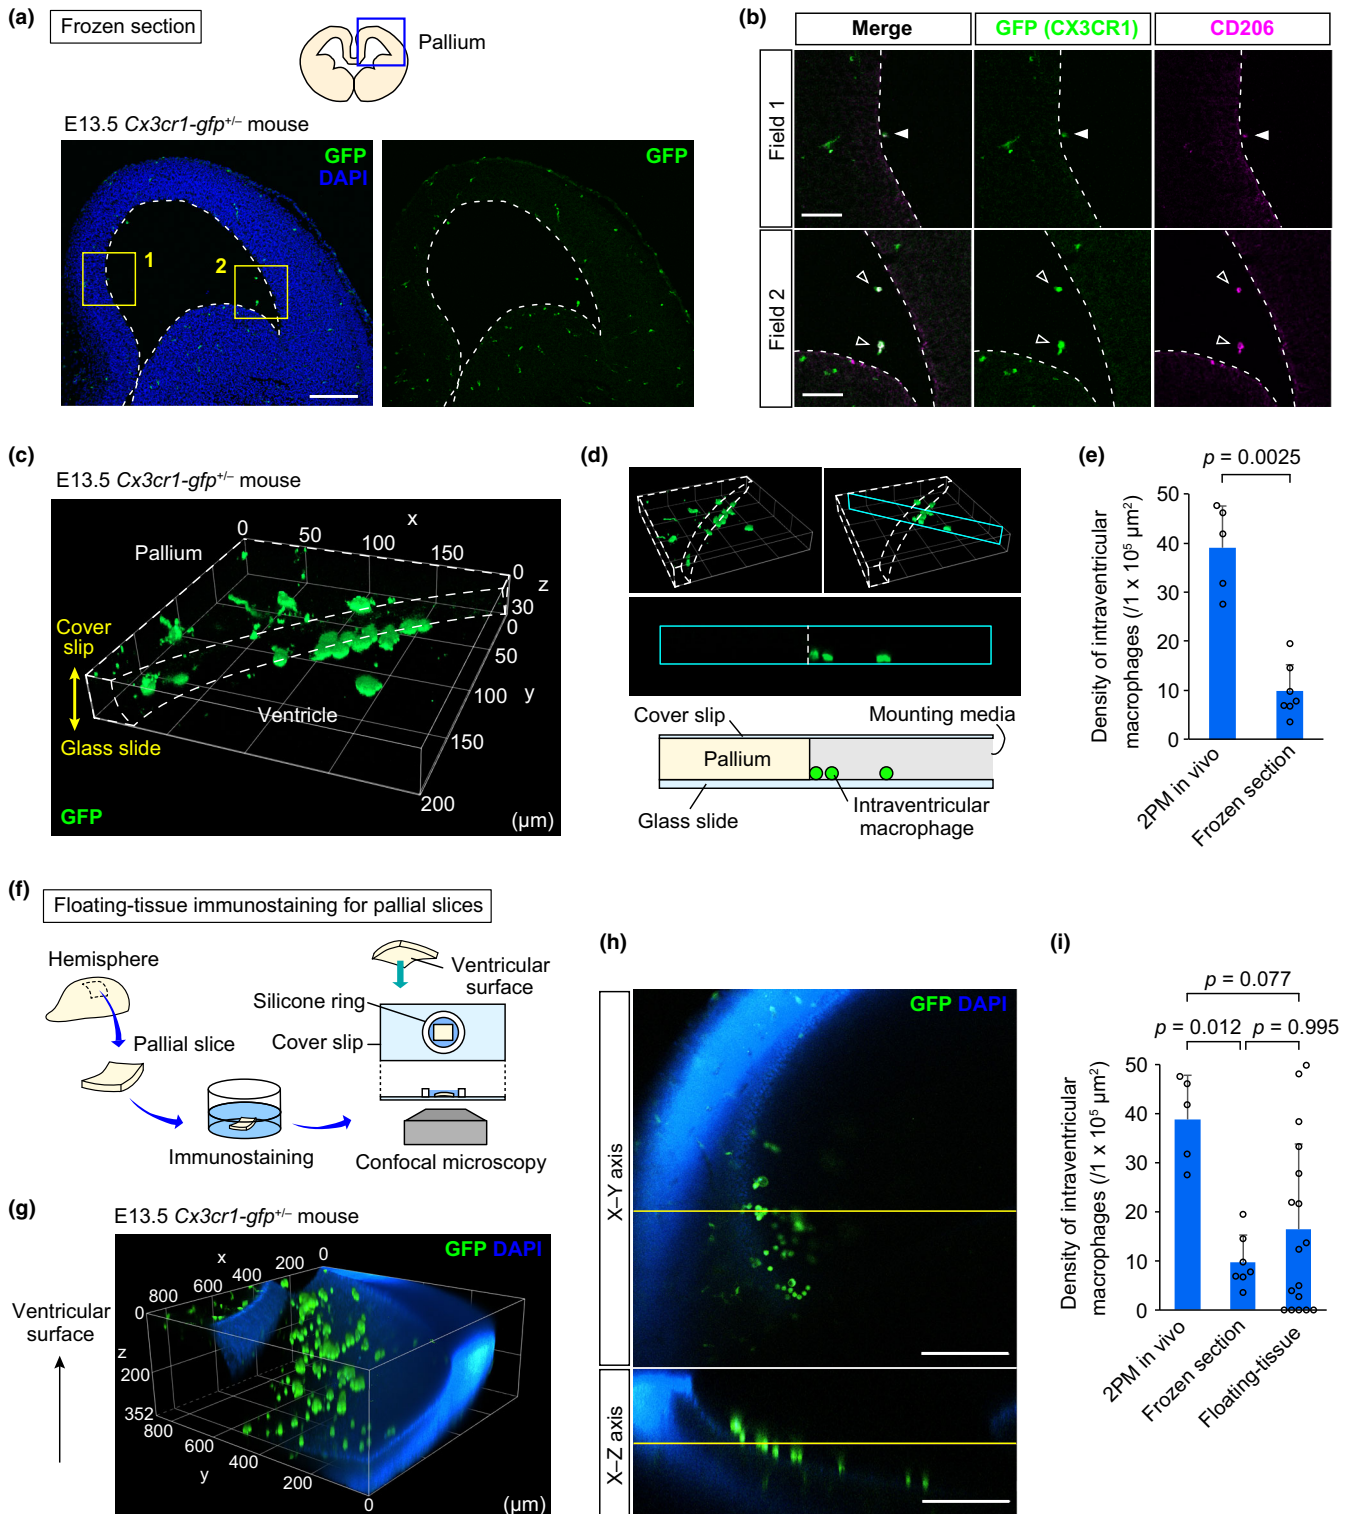 (a)
Frozen section
Pallium
E13.5 Cx3cr1-gfp+/– mouse
GFP
DAPI
1
2
GFP
(b)
Merge
GFP (CX3CR1)
CD206
Field 1
Field 2
(c)
E13.5 Cx3cr1-gfp+/– mouse
x
0
50
100
150
Pallium
0
z
30
0
50
y
100
150
200
Cover
slip
Glass slide
Ventricle
GFP
(µm)
(d)
Cover slip
Mounting media
Pallium
Glass slide
Intraventricular
macrophage
(e)
p = 0.0025
Density of intraventricular
macrophages (/1 x 10⁵ µm²)
50
40
30
20
10
0
2PM in vivo
Frozen section
(f)
Floating-tissue immunostaining for pallial slices
Hemisphere
Pallial slice
Immunostaining
Ventricular
surface
Silicone ring
Cover slip
Confocal microscopy
(g)
E13.5 Cx3cr1-gfp+/– mouse
GFP DAPI
x
0
200
400
600
800
0
z
200
352
800
600
y
400
200
0
(µm)
Ventricular
surface
(h)
GFP DAPI
X–Y axis
X–Z axis
(i)
p = 0.077
p = 0.012
p = 0.995
Density of intraventricular
macrophages (/1 x 10⁵ µm²)
50
40
30
20
10
0
2PM in vivo
Frozen section
Floating-tissue